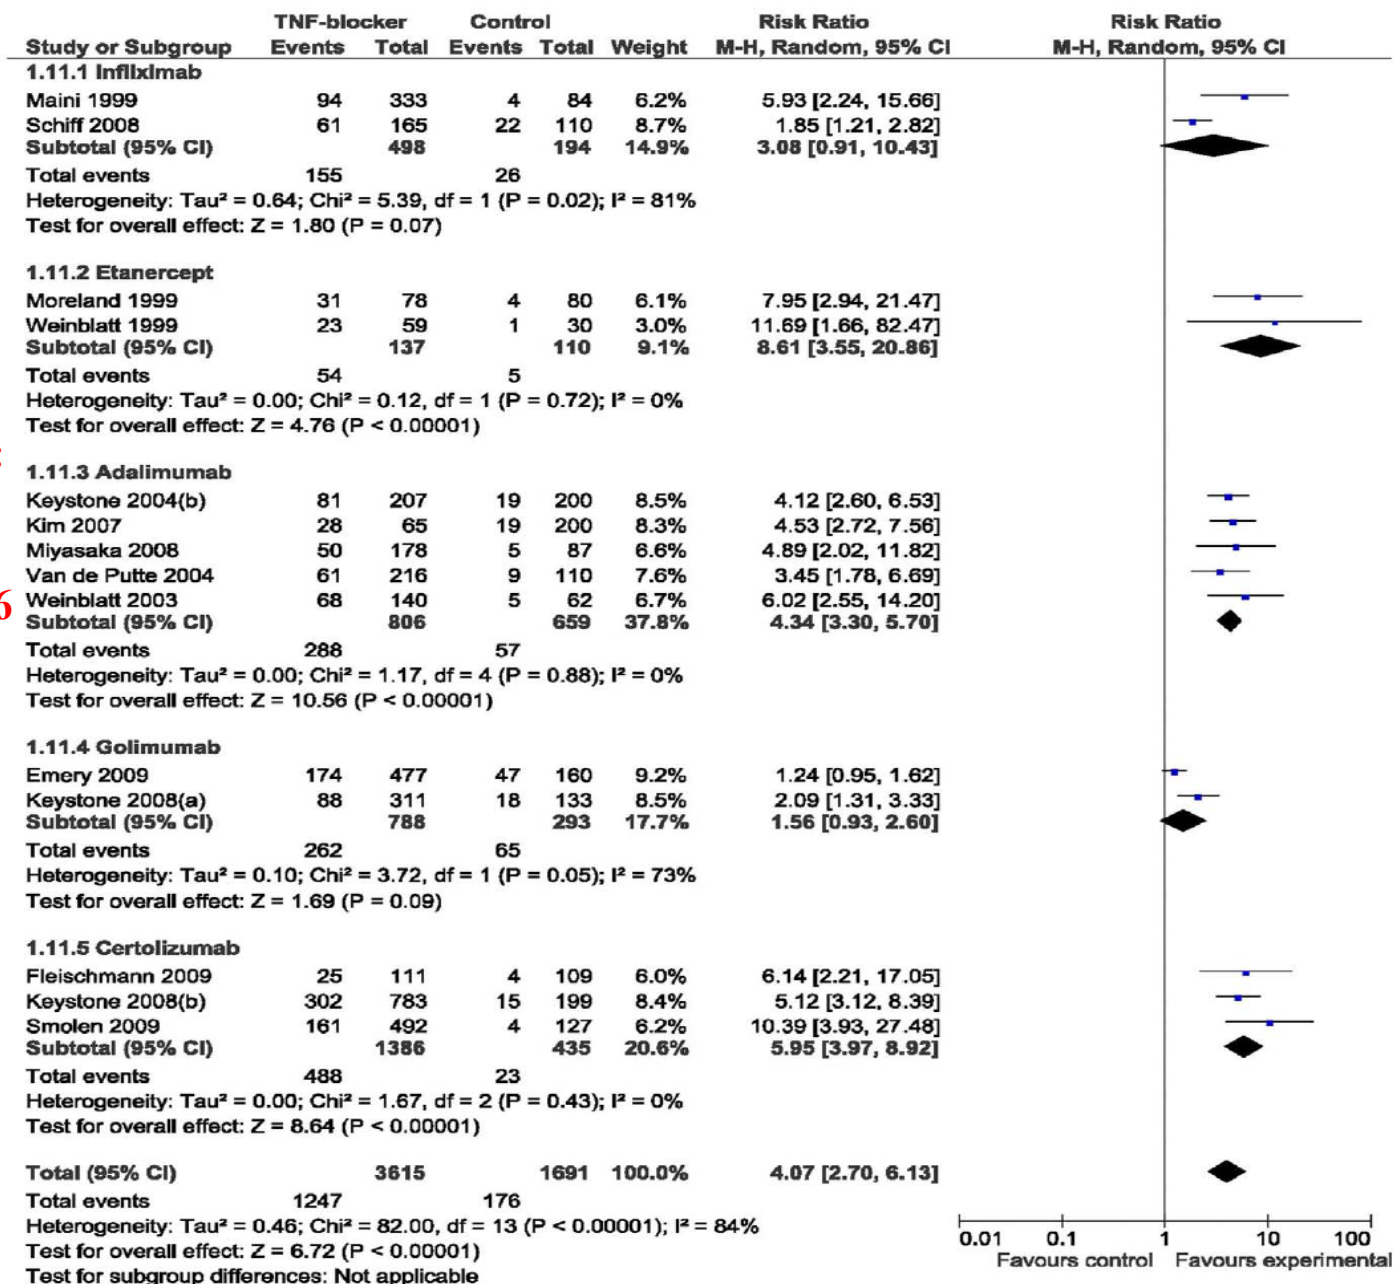 TNF-blocker Control Risk Ratio Risk Ratio
Study or Subgroup Events Total Events Total Weight M-H, Random, 95% CI M-H, Random, 95% CI
1.11.1 Infliximab
Maini 1999 94 333 4 84 6.2% 5.93 [2.24, 15.66]
Schiff 2008 61 165 22 110 8.7% 1.85 [1.21, 2.82]
Subtotal (95% CI) 498 194 14.9% 3.08 [0.91, 10.43]
Total events 155 26
Heterogeneity: Tau² = 0.64; Chi² = 5.39, df = 1 (P = 0.02); I² = 81%
Test for overall effect: Z = 1.80 (P = 0.07)
1.11.2 Etanercept
Moreland 1999 31 78 4 80 6.1% 7.95 [2.94, 21.47]
Weinblatt 1999 23 59 1 30 3.0% 11.69 [1.66, 82.47]
Subtotal (95% CI) 137 110 9.1% 8.61 [3.55, 20.86]
Total events 54 5
Heterogeneity: Tau² = 0.00; Chi² = 0.12, df = 1 (P = 0.72); I² = 0%
Test for overall effect: Z = 4.76 (P < 0.00001)
1.11.3 Adalimumab
Keystone 2004(b) 81 207 19 200 8.5% 4.12 [2.60, 6.53]
Kim 2007 28 65 19 200 8.3% 4.53 [2.72, 7.56]
Miyasaka 2008 50 178 5 87 6.6% 4.89 [2.02, 11.82]
Van de Putte 2004 61 216 9 110 7.6% 3.45 [1.78, 6.69]
6 Weinblatt 2003 68 140 5 62 6.7% 6.02 [2.55, 14.20]
Subtotal (95% CI) 806 659 37.8% 4.34 [3.30, 5.70]
Total events 288 57
Heterogeneity: Tau² = 0.00; Chi² = 1.17, df = 4 (P = 0.88); I² = 0%
Test for overall effect: Z = 10.56 (P < 0.00001)
1.11.4 Golimumab
Emery 2009 174 477 47 160 9.2% 1.24 [0.95, 1.62]
Keystone 2008(a) 88 311 18 133 8.5% 2.09 [1.31, 3.33]
Subtotal (95% CI) 788 293 17.7% 1.56 [0.93, 2.60]
Total events 262 65
Heterogeneity: Tau² = 0.10; Chi² = 3.72, df = 1 (P = 0.05); I² = 73%
Test for overall effect: Z = 1.69 (P = 0.09)
1.11.5 Certolizumab
Fleischmann 2009 25 111 4 109 6.0% 6.14 [2.21, 17.05]
Keystone 2008(b) 302 783 15 199 8.4% 5.12 [3.12, 8.39]
Smolen 2009 161 492 4 127 6.2% 10.39 [3.93, 27.48]
Subtotal (95% CI) 1386 435 20.6% 5.95 [3.97, 8.92]
Total events 488 23
Heterogeneity: Tau² = 0.00; Chi² = 1.67, df = 2 (P = 0.43); I² = 0%
Test for overall effect: Z = 8.64 (P < 0.00001)
Total (95% CI) 3615 1691 100.0% 4.07 [2.70, 6.13]
Total events 1247 176
Heterogeneity: Tau² = 0.46; Chi² = 82.00, df = 13 (P < 0.00001); I² = 84%
Test for overall effect: Z = 6.72 (P < 0.00001)
Test for subgroup differences: Not applicable
0.01 0.1 1 10 100
Favours control Favours experimental